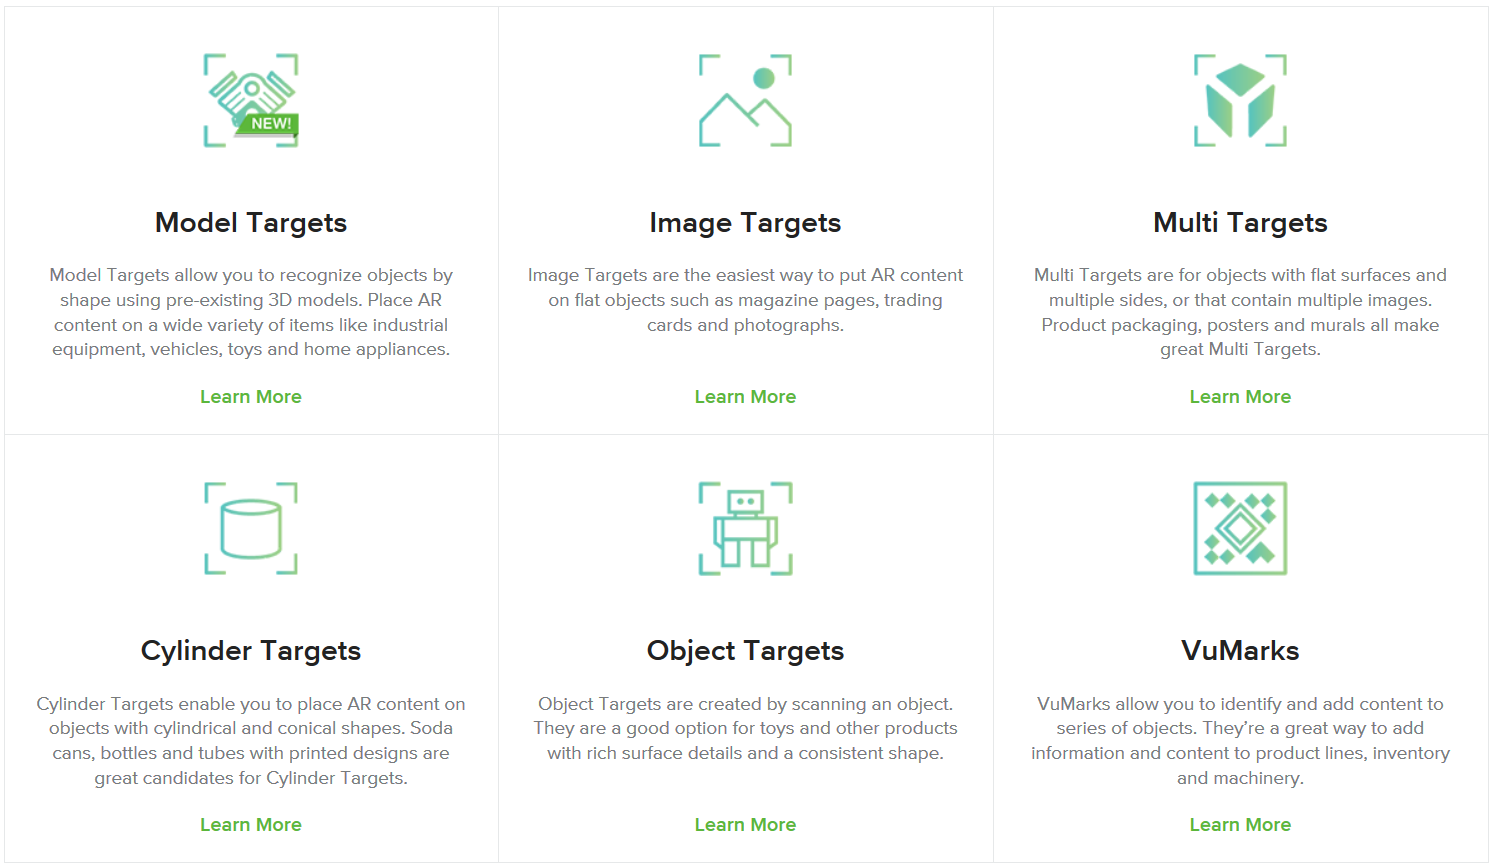 NEW!
Model Targets
Model Targets allow you to recognize objects by
shape using pre-existing 3D models. Place AR
content on a wide variety of items like industrial
equipment, vehicles, toys and home appliances.
Learn More
Image Targets
Image Targets are the easiest way to put AR content
on flat objects such as magazine pages, trading
cards and photographs.
Learn More
Multi Targets
Multi Targets are for objects with flat surfaces and
multiple sides, or that contain multiple images.
Product packaging, posters and murals all make
great Multi Targets.
Learn More
Cylinder Targets
Cylinder Targets enable you to place AR content on
objects with cylindrical and conical shapes. Soda
cans, bottles and tubes with printed designs are
great candidates for Cylinder Targets.
Learn More
Object Targets
Object Targets are created by scanning an object.
They are a good option for toys and other products
with rich surface details and a consistent shape.
Learn More
VuMarks
VuMarks allow you to identify and add content to
series of objects. They’re a great way to add
information and content to product lines, inventory
and machinery.
Learn More